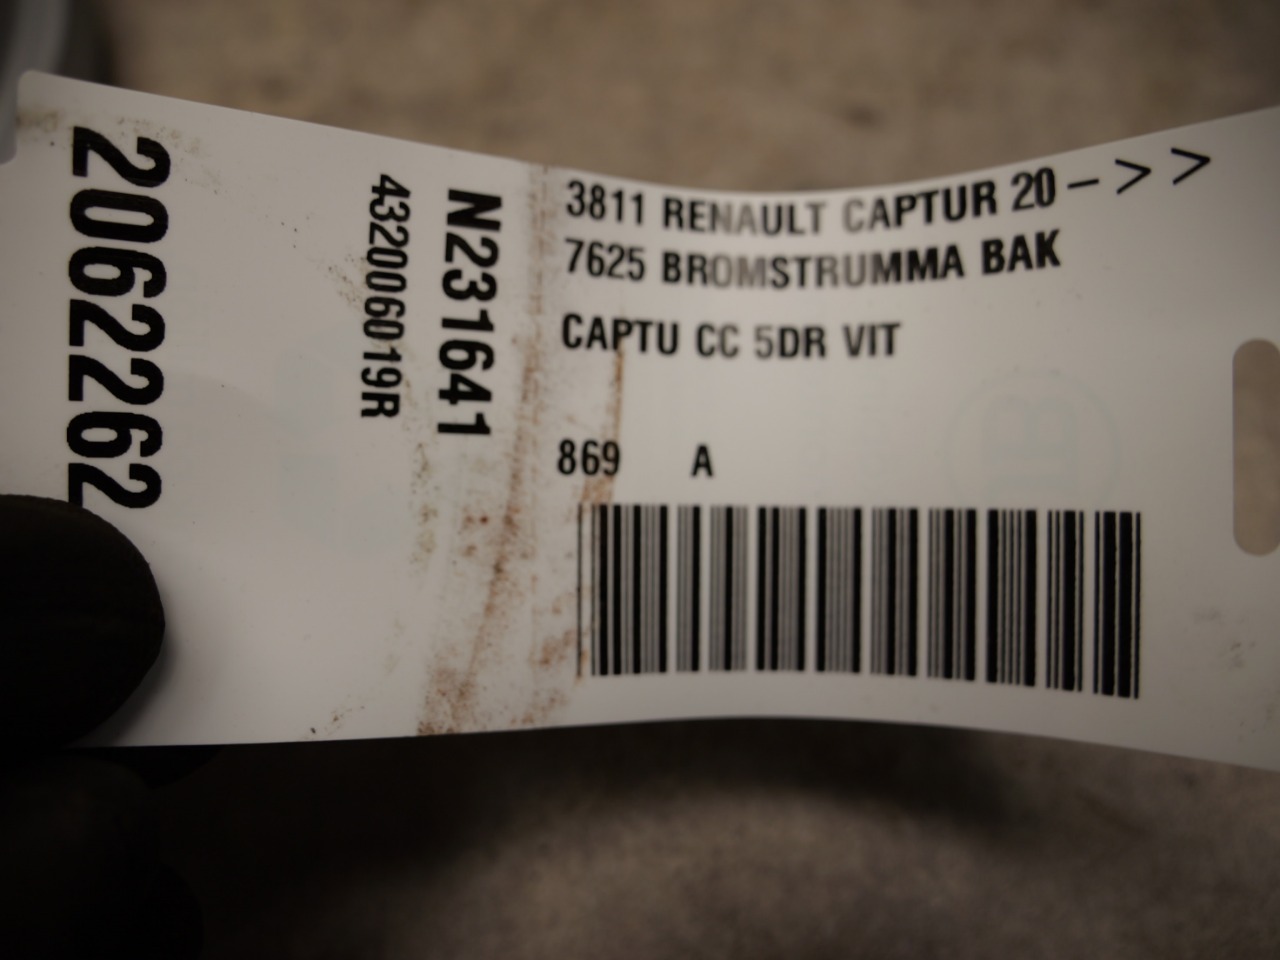 3811 RENAULT CAPTUR 20->>
7625 BROMSTRUMMA BAK
CAPTU CC 5DR VIT
869 A
N231641
432006019R
2062262